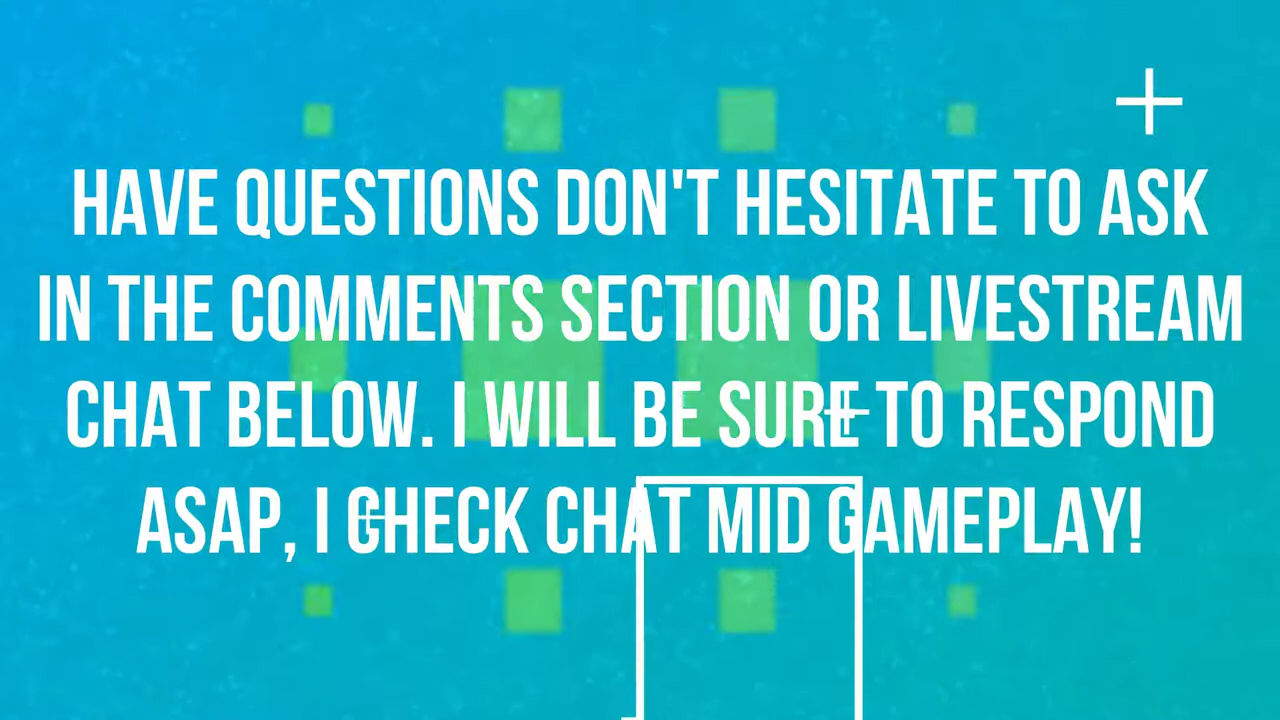 HAVE QUESTIONS DON'T HESITATE TO ASK
IN THE COMMENTS SECTION OR LIVESTREAM
CHAT BELOW. I WILL BE SURE TO RESPOND
ASAP, I CHECK CHAT MID GAMEPLAY!